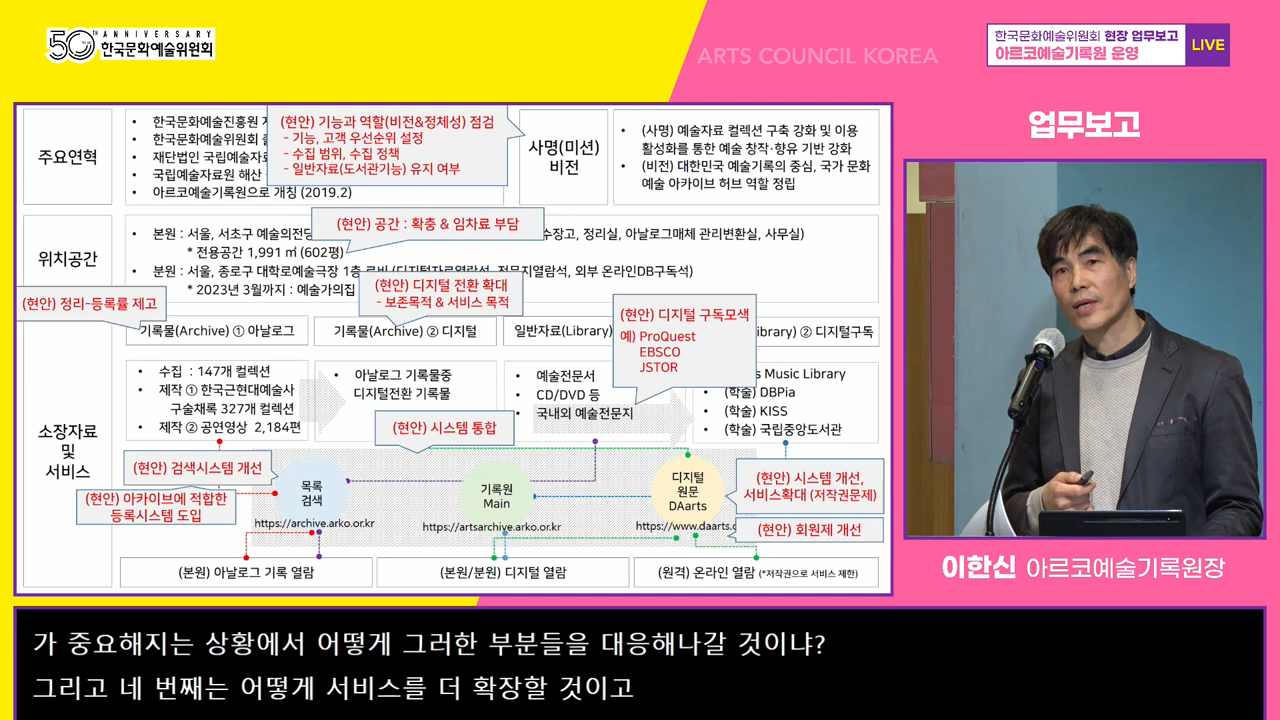 50TH ANNIVERSARY
한국문화예술위원회
ARTS COUNCIL KOREA
한국문화예술위원회 현장 업무보고
아르코예술기록원 운영
LIVE
업무보고
주요연혁
• 한국문화예술진흥원
• 한국문화예술위원회
• 재단법인 국립예술자료
• 국립예술자료원 해산
• 아르코예술기록원으로 개칭 (2019.2)
(현안) 기능과 역할(비전&정체성) 점검
- 기능, 고객 우선순위 설정
- 수집 범위, 수집 정책
- 일반자료(도서관기능) 유지 여부
사명(미션)
비전
• (사명) 예술자료 컬렉션 구축 강화 및 이용
활성화를 통한 예술 창작·향유 기반 강화
• (비전) 대한민국 예술기록의 중심, 국가 문화
예술 아카이브 허브 역할 정립
위치공간
(현안) 공간 : 확충 & 임차료 부담
• 본원 : 서울, 서초구 예술의전당
수장고, 정리실, 아날로그매체 관리변환실, 사무실)
* 전용공간 1,991 ㎡ (602평)
• 분원 : 서울, 종로구 대학로예술극장 1층 로비 (디지털자료열람석, 전문지열람석, 외부 온라인DB구독석)
* 2023년 3월까지 : 예술가의집
(현안) 디지털 전환 확대
- 보존목적 & 서비스 목적
(현안) 정리-등록률 제고
(현안) 디지털 구독모색
예) ProQuest
EBSCO
JSTOR
소장자료
및
서비스
기록물(Archive) ① 아날로그
기록물(Archive) ② 디지털
일반자료(Library)
ibrary) ② 디지털구독
• 수집 : 147개 컬렉션
• 제작 ① 한국근현대예술사
구술채록 327개 컬렉션
• 제작 ② 공연영상 2,184편
• 아날로그 기록물중
디지털전환 기록물
• 예술전문서
• CD/DVD 등
• 국내외 예술전문지
s Music Library
• (학술) DBPia
• (학술) KISS
• (학술) 국립중앙도서관
(현안) 시스템 통합
(현안) 검색시스템 개선
(현안) 아카이브에 적합한
등록시스템 도입
목록
검색
https://archive.arko.or.kr
기록원
Main
https://artsarchive.arko.or.kr
디지털
원문
DAarts
https://www.daarts.o
(현안) 시스템 개선,
서비스확대 (저작권문제)
(현안) 회원제 개선
(본원) 아날로그 기록 열람
(본원/분원) 디지털 열람
(원격) 온라인 열람 (*저작권으로 서비스 제한)
이한신 아르코예술기록원장
가 중요해지는 상황에서 어떻게 그러한 부분들을 대응해나갈 것이냐?
그리고 네 번째는 어떻게 서비스를 더 확장할 것이고